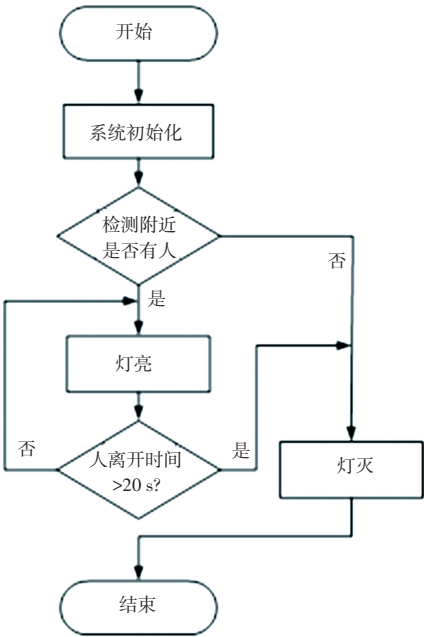 开始
系统初始化
检测附近
是否有人
否
是
灯亮
否
人离开时间
>20 s?
是
灯灭
结束